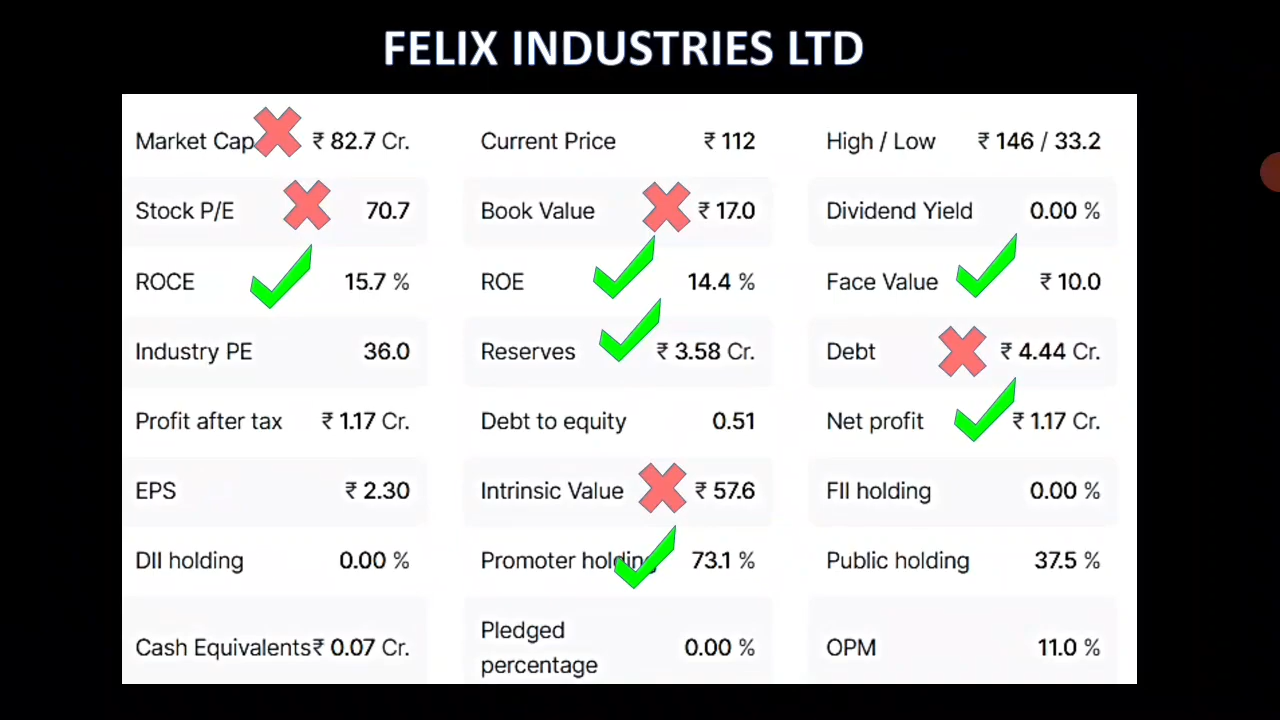 FELIX INDUSTRIES LTD
Market Cap ₹ 82.7 Cr. Current Price ₹ 112 High / Low ₹ 146 / 33.2
Stock P/E 70.7 Book Value ₹ 17.0 Dividend Yield 0.00 %
ROCE 15.7 % ROE 14.4 % Face Value ₹ 10.0
Industry PE 36.0 Reserves ₹ 3.58 Cr. Debt ₹ 4.44 Cr.
Profit after tax ₹ 1.17 Cr. Debt to equity 0.51 Net profit ₹ 1.17 Cr.
EPS ₹ 2.30 Intrinsic Value ₹ 57.6 FII holding 0.00 %
DII holding 0.00 % Promoter holding 73.1 % Public holding 37.5 %
Cash Equivalents ₹ 0.07 Cr. Pledged percentage 0.00 % OPM 11.0 %